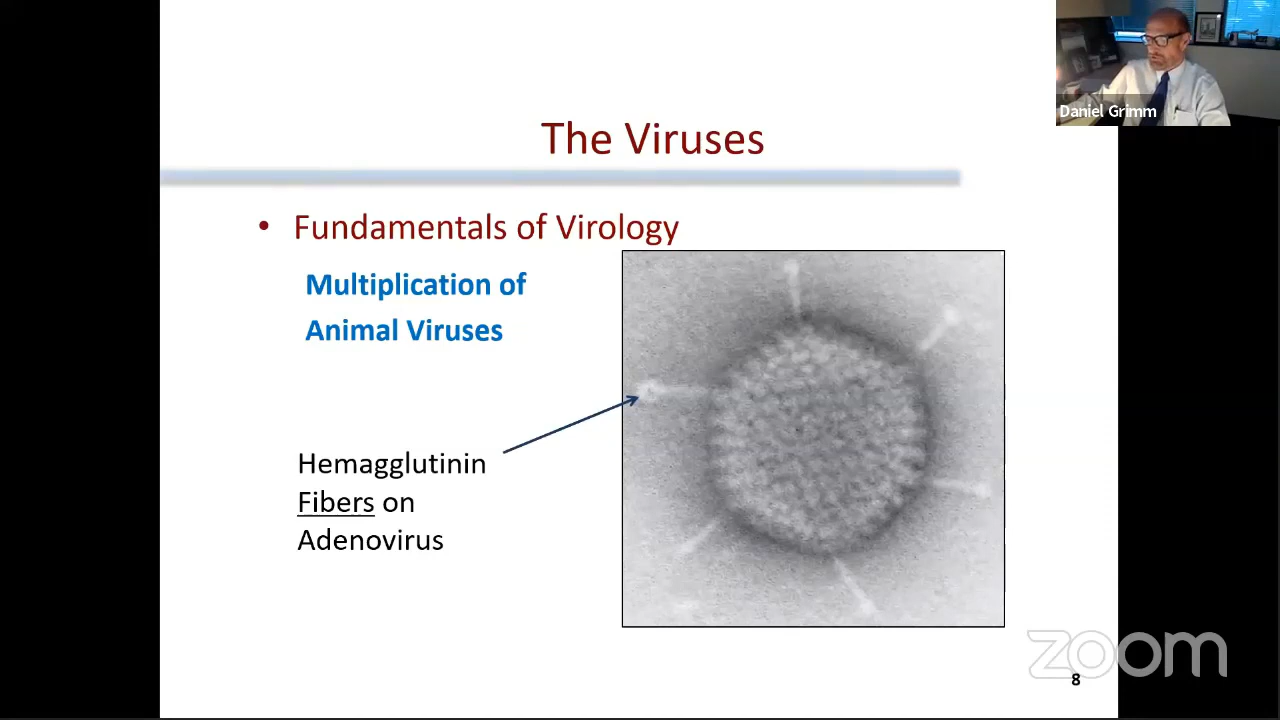 Daniel Grimm
The Viruses
• Fundamentals of Virology
Multiplication of
Animal Viruses
Hemagglutinin
Fibers on
Adenovirus
zoom
8